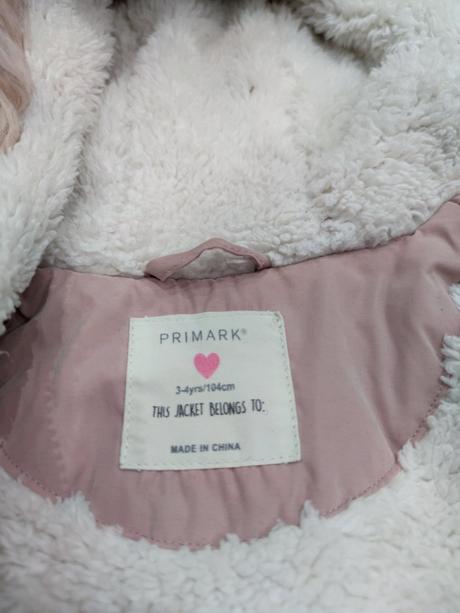 PRIMARK®
3-4yrs/104cm
THIS JACKET BELONGS TO:
MADE IN CHINA